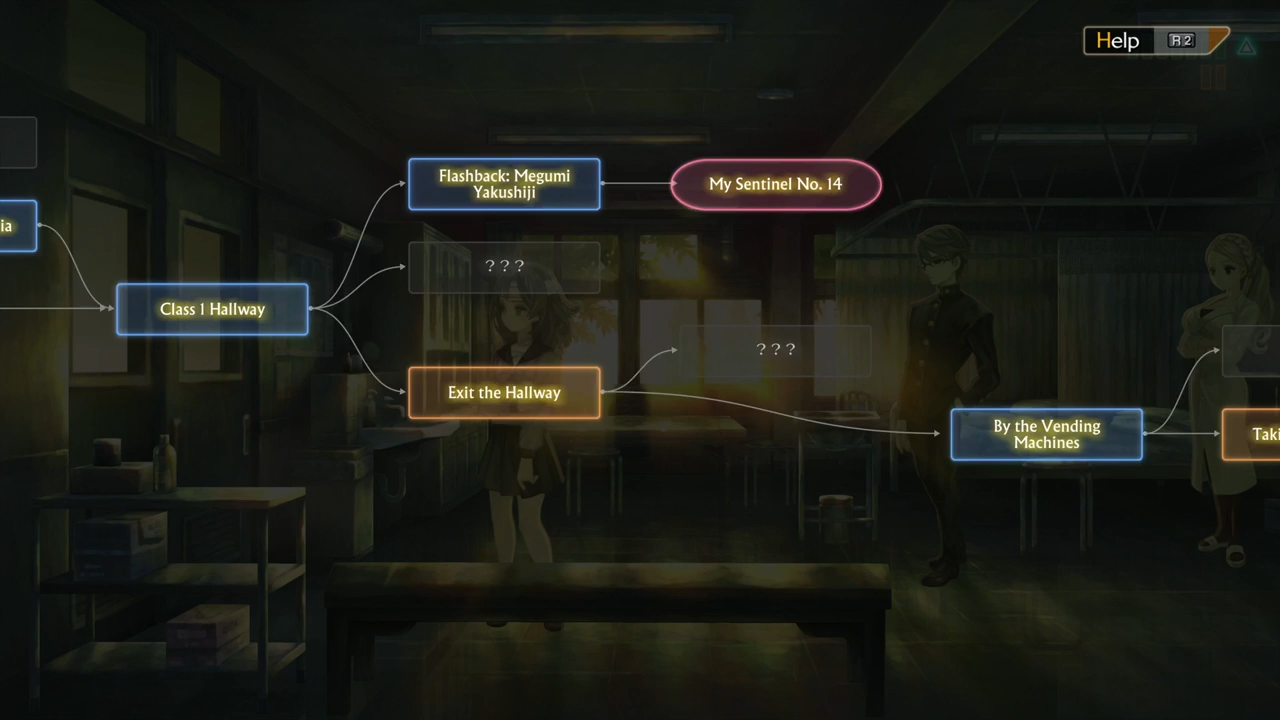 Help R2
Flashback: Megumi
Yakushiji
My Sentinel No. 14
ia
? ? ?
Class 1 Hallway
? ? ?
Exit the Hallway
By the Vending
Machines
Taki